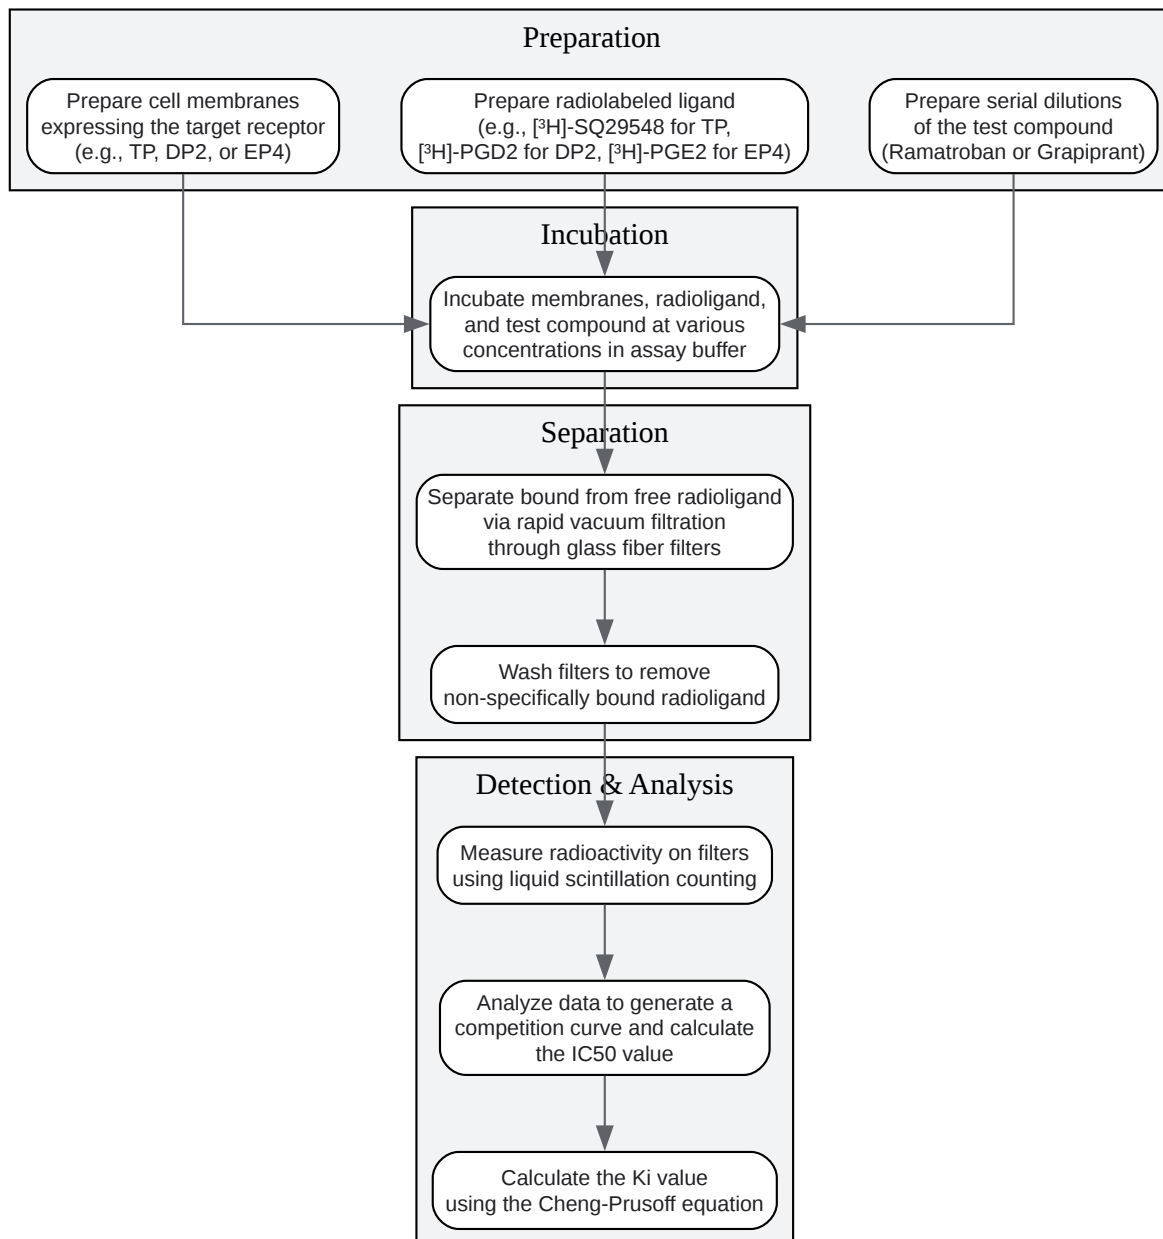 Preparation
Prepare cell membranes
expressing the target receptor
(e.g., TP, DP2, or EP4)
Prepare radiolabeled ligand
(e.g., [³H]-SQ29548 for TP,
[³H]-PGD2 for DP2, [³H]-PGE2 for EP4)
Prepare serial dilutions
of the test compound
(Ramatroban or Grapiprant)
Incubation
Incubate membranes, radioligand,
and test compound at various
concentrations in assay buffer
Separation
Separate bound from free radioligand
via rapid vacuum filtration
through glass fiber filters
Wash filters to remove
non-specifically bound radioligand
Detection & Analysis
Measure radioactivity on filters
using liquid scintillation counting
Analyze data to generate a
competition curve and calculate
the IC50 value
Calculate the Ki value
using the Cheng-Prusoff equation